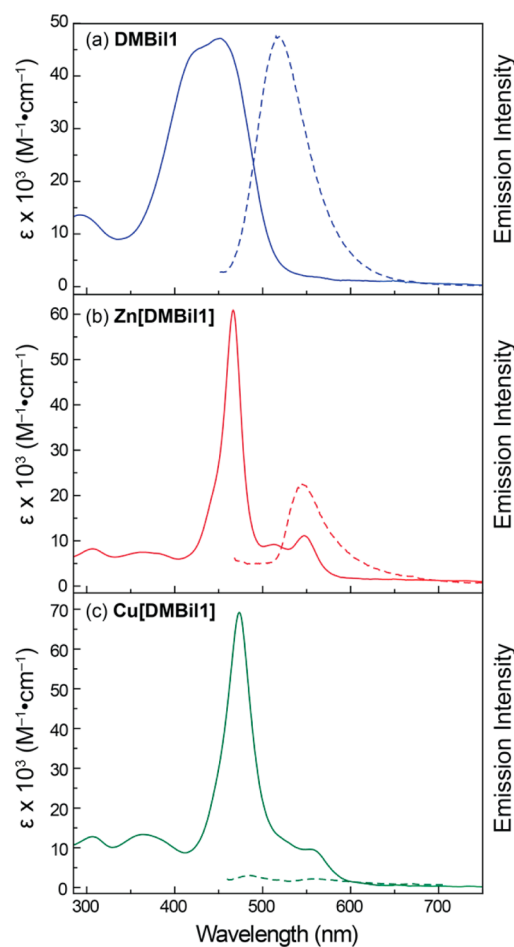 (a) DMBil1
ε x 10³ (M⁻¹•cm⁻¹)
50
40
30
20
10
0
Emission Intensity
(b) Zn[DMBil1]
ε x 10³ (M⁻¹•cm⁻¹)
60
50
40
30
20
10
0
Emission Intensity
(c) Cu[DMBil1]
ε x 10³ (M⁻¹•cm⁻¹)
70
60
50
40
30
20
10
0
Emission Intensity
300 400 500 600 700
Wavelength (nm)